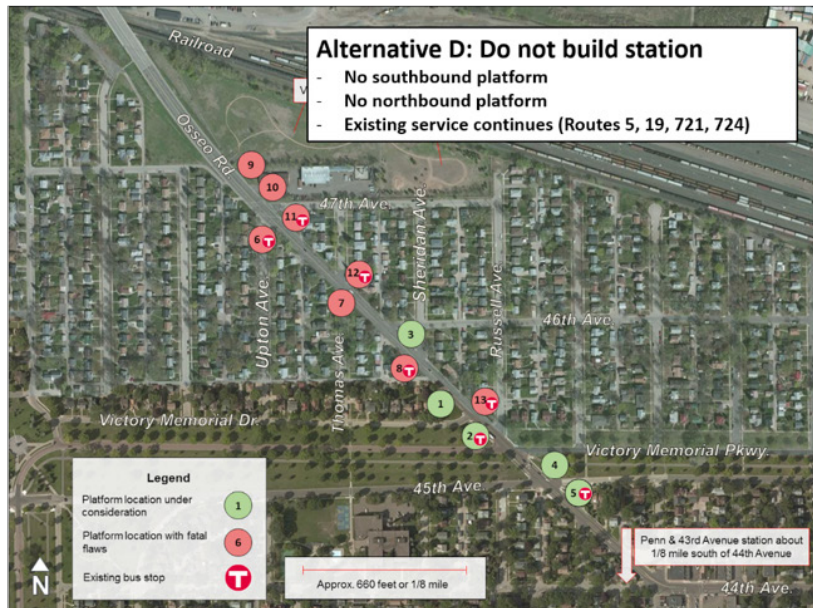 Railroad
Alternative D: Do not build station
- No southbound platform
- No northbound platform
- Existing service continues (Routes 5, 19, 721, 724)
V
Osseo Rd
9
10
47th Ave.
11 T
Sheridan Ave
6 T
12 T
7
Upton Ave
3
46th Ave.
Russell Ave
Thomas Ave
8 T
1
13 T
Victory Memorial Dr.
2 T
Victory Memorial Pkwy.
4
45th Ave.
5 T
Legend
Platform location under
consideration
1
Platform location with fatal
flaws
6
Existing bus stop
T
N
Approx. 660 feet or 1/8 mile
Penn & 43rd Avenue station about
1/8 mile south of 44th Avenue
44th Ave.